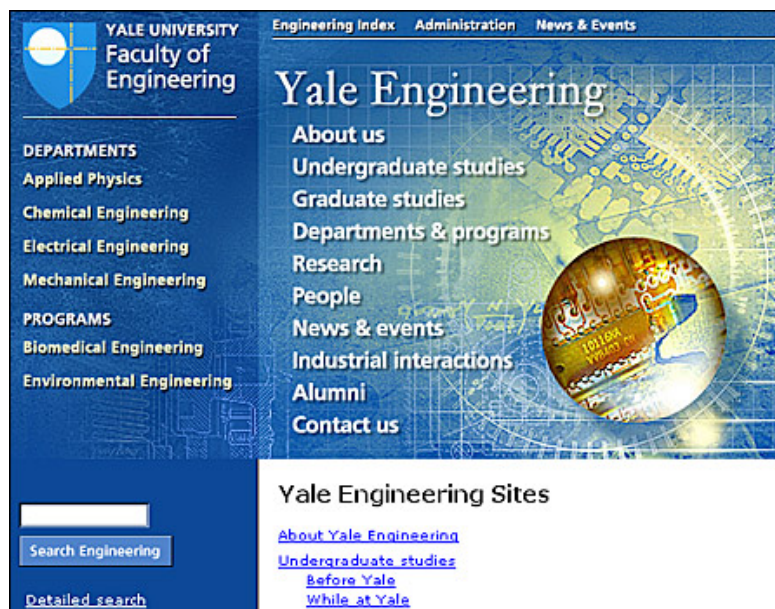 YALE UNIVERSITY
Faculty of
Engineering
DEPARTMENTS
Applied Physics
Chemical Engineering
Electrical Engineering
Mechanical Engineering
PROGRAMS
Biomedical Engineering
Environmental Engineering
Search Engineering
Detailed search
Engineering Index Administration News & Events
Yale Engineering
About us
Undergraduate studies
Graduate studies
Departments & programs
Research
People
News & events
Industrial interactions
Alumni
Contact us
Yale Engineering Sites
About Yale Engineering
Undergraduate studies
Before Yale
While at Yale